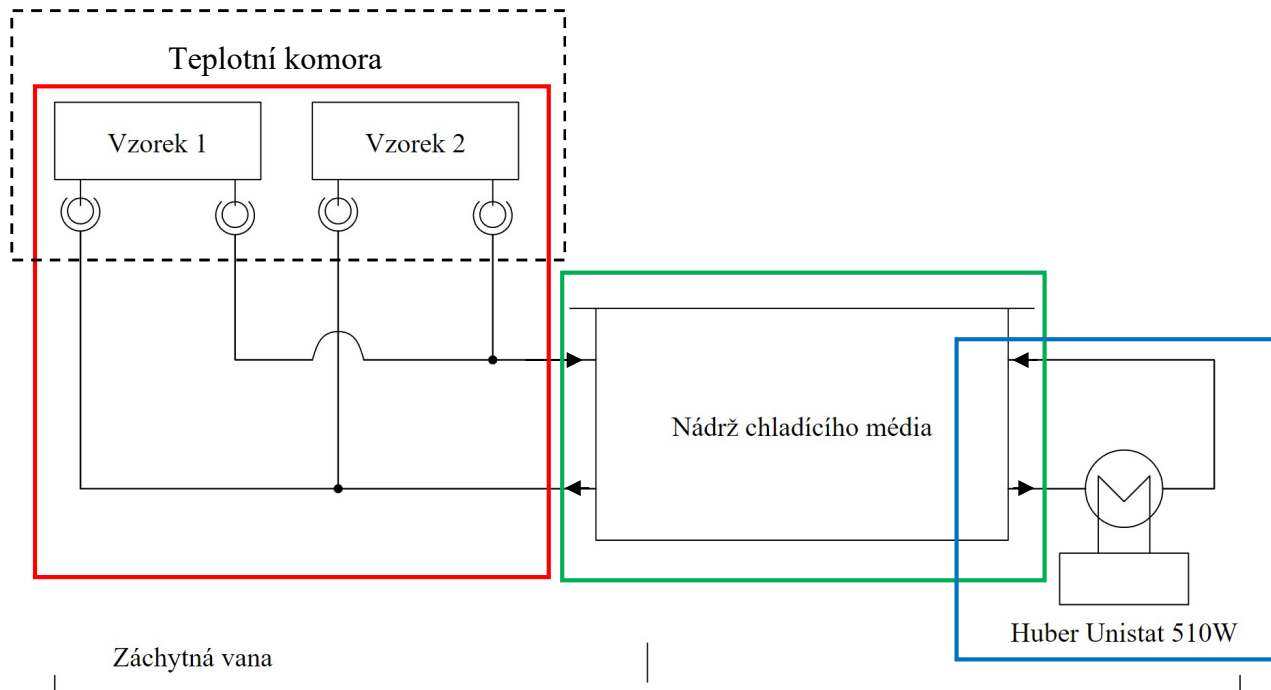 Teplotní komora
Vzorek 1
Vzorek 2
Nádrž chladícího média
Huber Unistat 510W
Záchytná vana